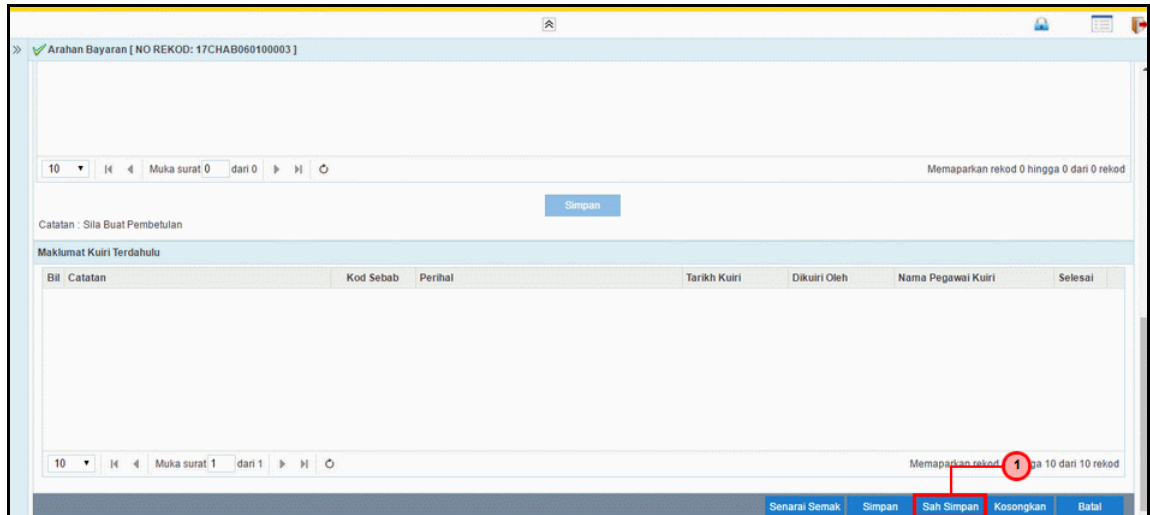 Arahan Bayaran [ NO REKOD: 17CHAB060100003 ]
10 Muka surat 0 dari 0 Memaparkan rekod 0 hingga 0 dari 0 rekod
Simpan
Catatan : Sila Buat Pembetulan
Maklumat Kuiri Terdahulu
Bil Catatan Kod Sebab Perihal Tarikh Kuiri Dikuiri Oleh Nama Pegawai Kuiri Selesai
10 Muka surat 1 dari 1 Memaparkan rekod 1 ga 10 dari 10 rekod
Senarai Semak Simpan Sah Simpan Kosongkan Batal